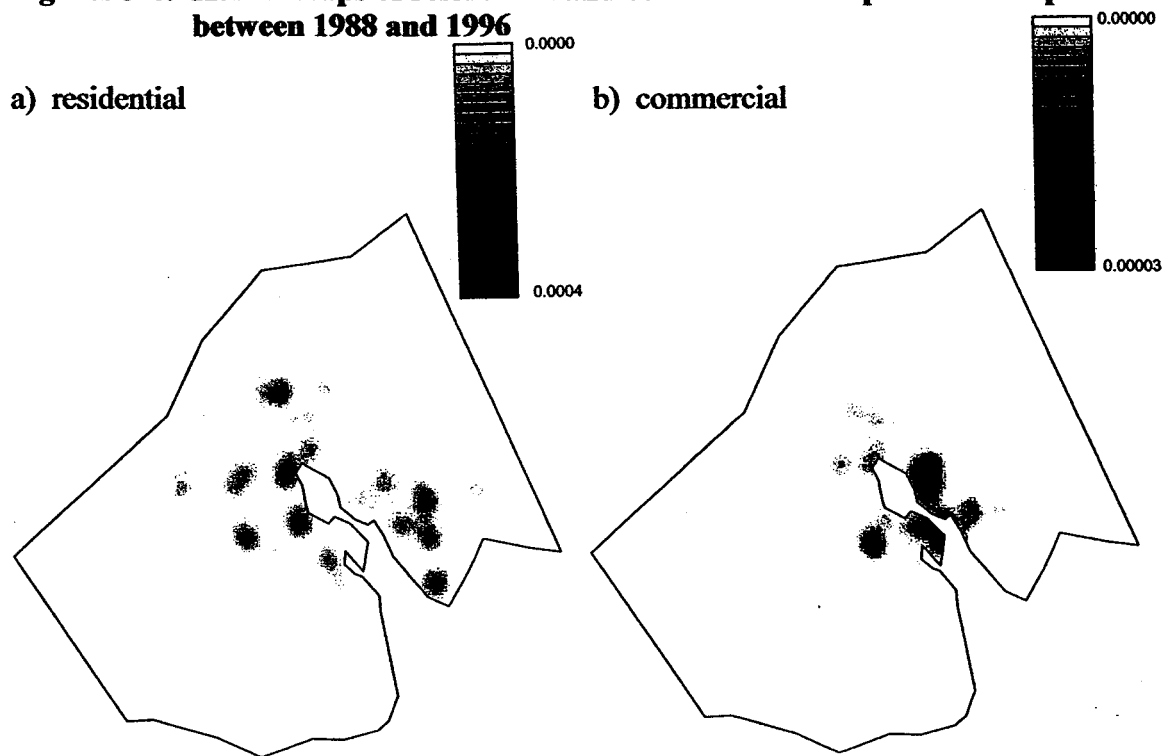 between 1988 and 1996
0.0000
0.0004
a) residential
0.00000
0.00003
b) commercial